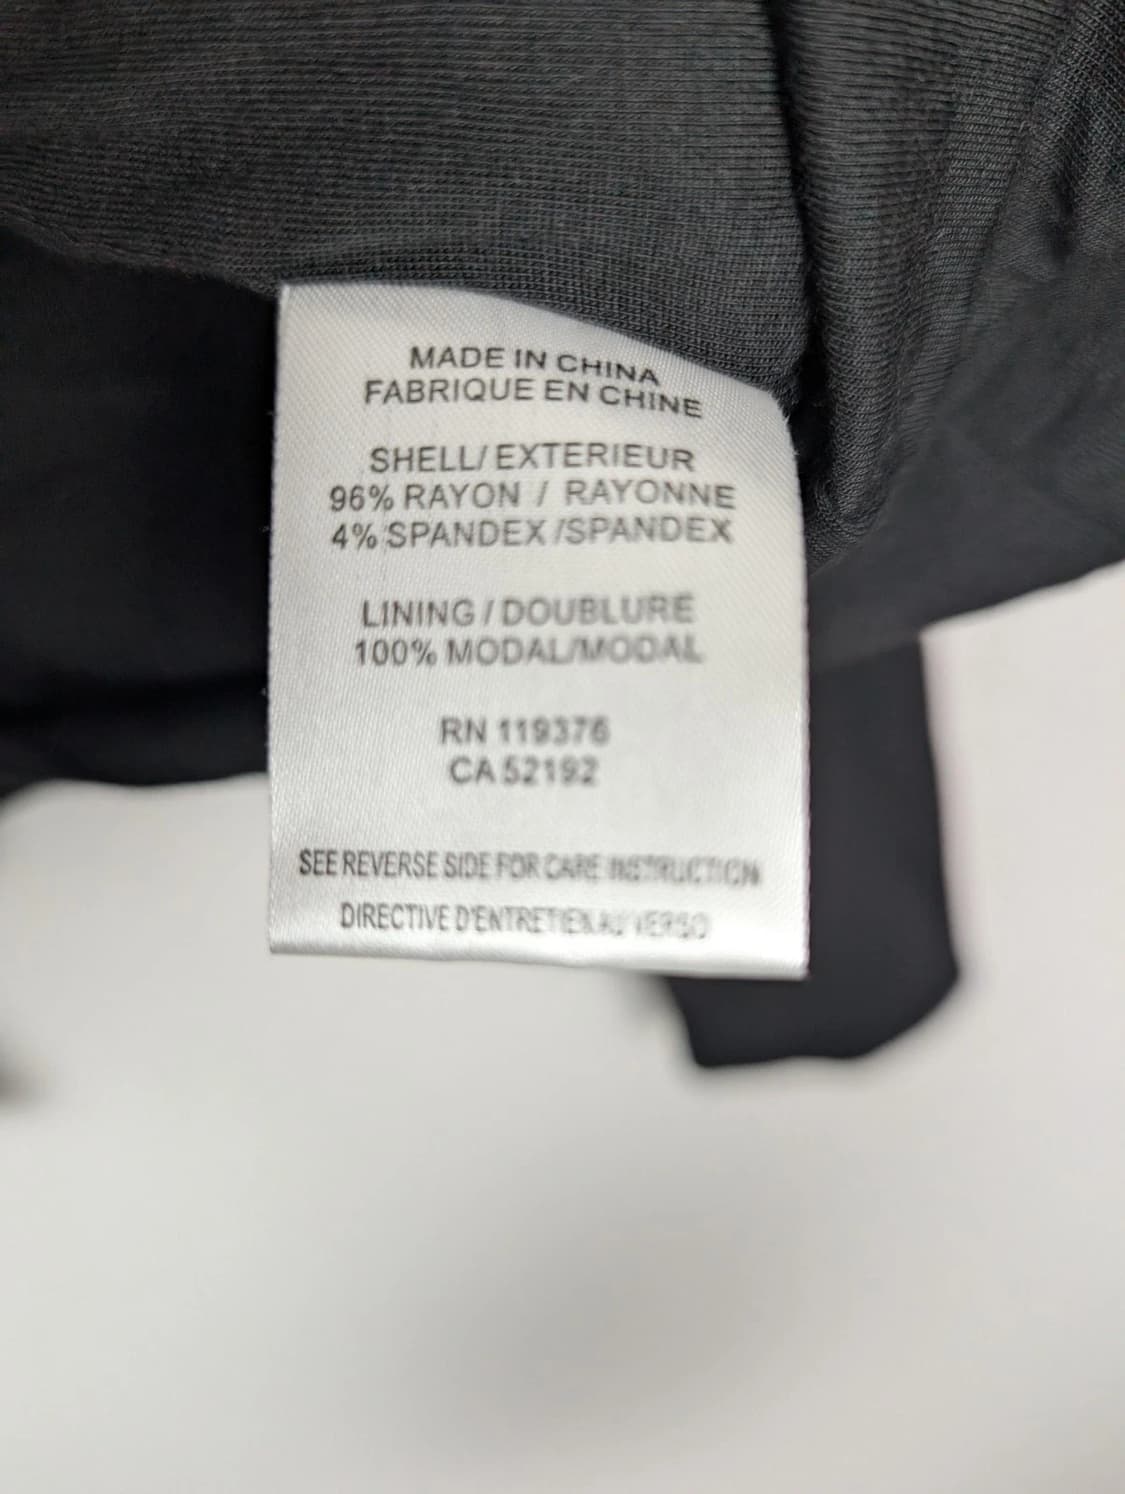 MADE IN CHINA
FABRIQUE EN CHINE
SHELL/ EXTERIEUR
96% RAYON / RAYONNE
4% SPANDEX /SPANDEX
LINING / DOUBLURE
100% MODAL/MODAL
RN 119376
CA 52192
SEE REVERSE SIDE FOR CARE INSTRUCTION
DIRECTIVE D'ENTRETIEN AU VERSO